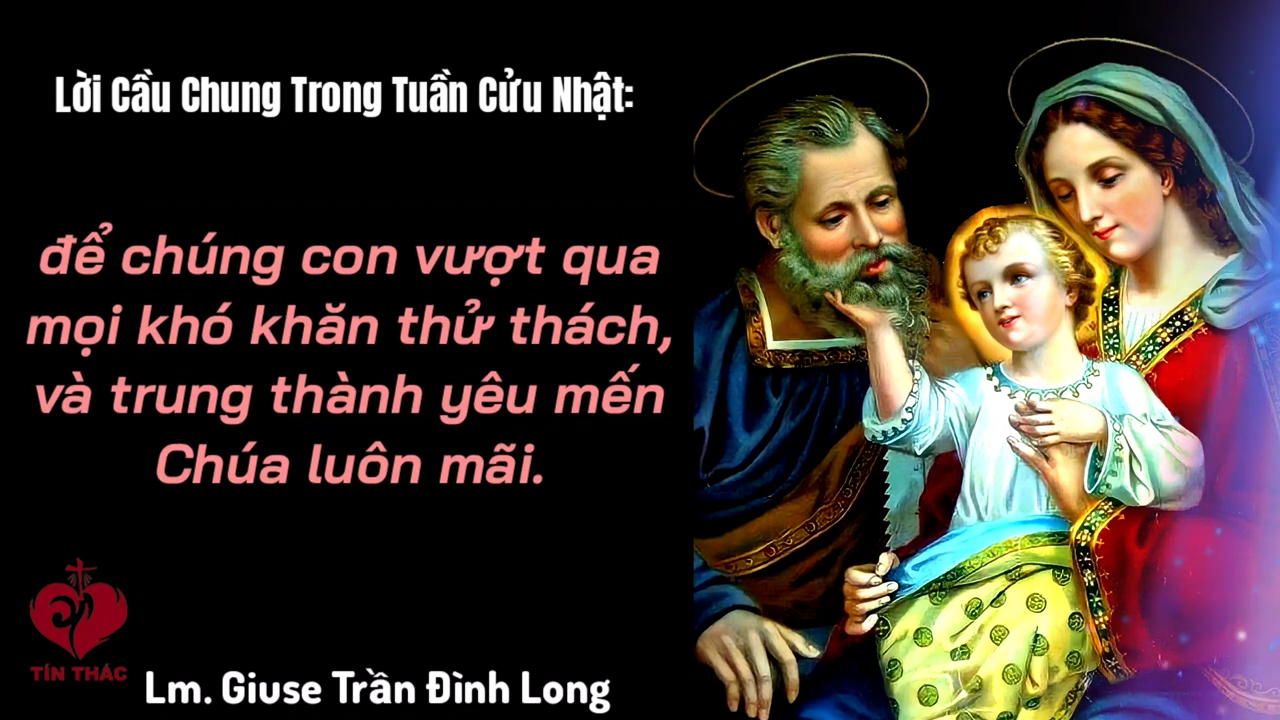 Lời Cầu Chung Trong Tuần Cửu Nhật:
để chúng con vượt qua
mọi khó khăn thử thách,
và trung thành yêu mến
Chúa luôn mãi.
TÍN THÁC
Lm. Giuse Trần Đình Long